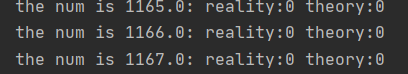 the num is 1165.0: reality:0 theory:0
the num is 1166.0: reality:0 theory:0
the num is 1167.0: reality:0 theory:0